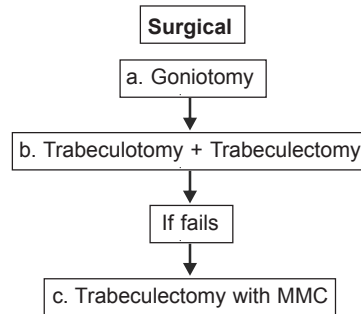 Surgical
a. Goniotomy
b. Trabeculotomy + Trabeculectomy
If fails
c. Trabeculectomy with MMC